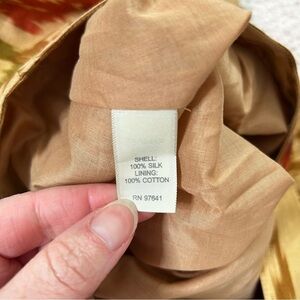 SHELL:
100% SILK
LINING:
100% COTTON
RN 97641